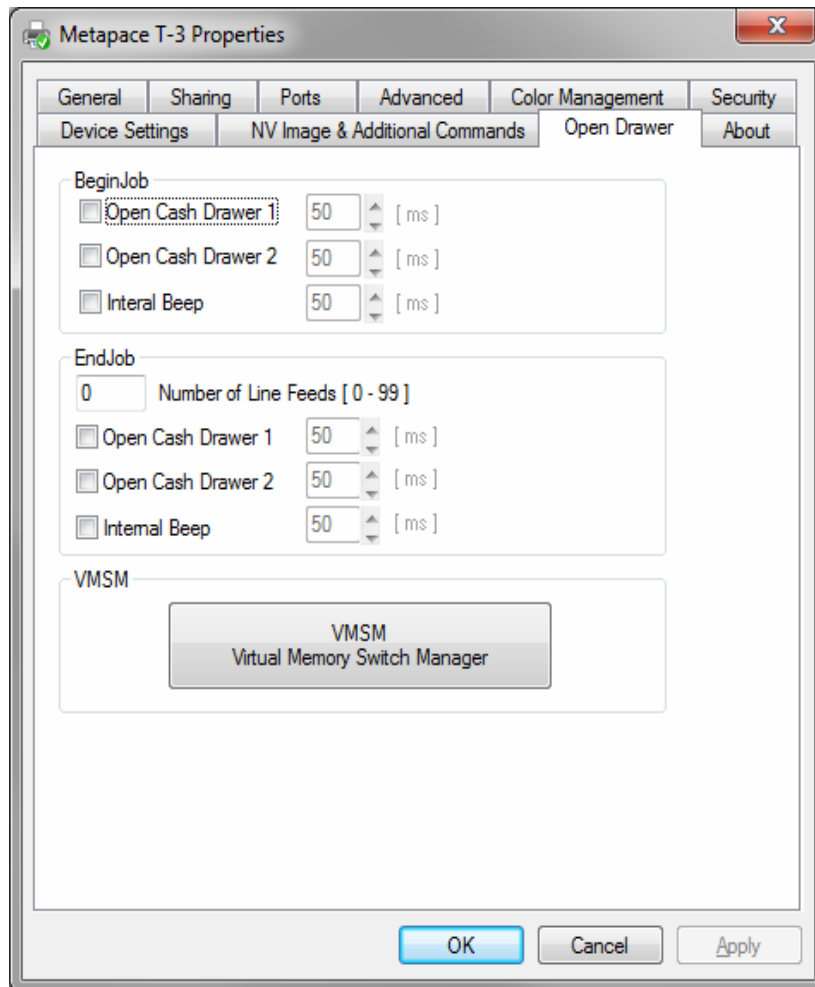 Metapace T-3 Properties
General Sharing Ports Advanced Color Management Security
Device Settings NV Image & Additional Commands Open Drawer About
BeginJob
Open Cash Drawer 1 50 [ ms ]
Open Cash Drawer 2 50 [ ms ]
Interal Beep 50 [ ms ]
EndJob
0 Number of Line Feeds [ 0 - 99 ]
Open Cash Drawer 1 50 [ ms ]
Open Cash Drawer 2 50 [ ms ]
Internal Beep 50 [ ms ]
VMSM
VMSM
Virtual Memory Switch Manager
OK Cancel Apply